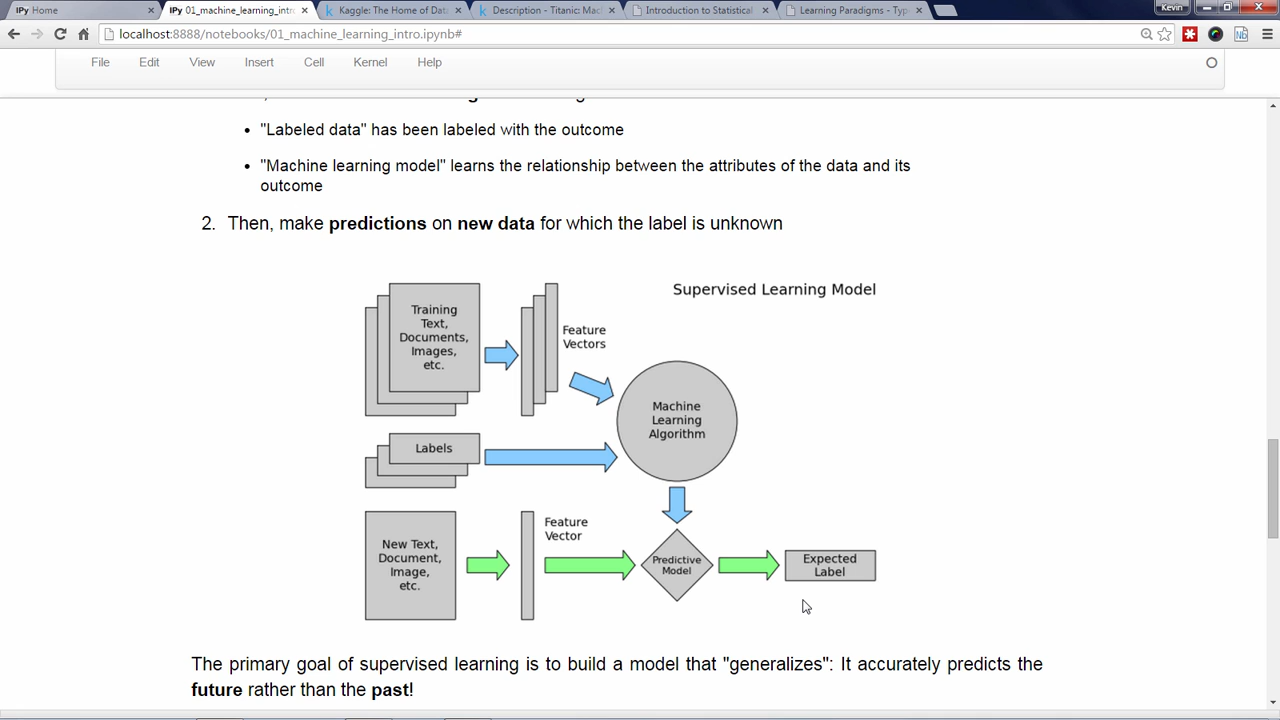 IPy Home
IPy 01_machine_learning_intr
Kaggle: The Home of Dat
Description - Titanic: Mac
Introduction to Statistical
Learning Paradigms - Typ
Kevin
localhost:8888/notebooks/01_machine_learning_intro.ipynb#
File Edit View Insert Cell Kernel Help
• "Labeled data" has been labeled with the outcome
• "Machine learning model" learns the relationship between the attributes of the data and its
outcome
2. Then, make predictions on new data for which the label is unknown
Supervised Learning Model
Training
Text,
Documents,
Images,
etc.
Feature
Vectors
Machine
Learning
Algorithm
Labels
New Text,
Document,
Image,
etc.
Feature
Vector
Predictive
Model
Expected
Label
The primary goal of supervised learning is to build a model that "generalizes": It accurately predicts the
future rather than the past!